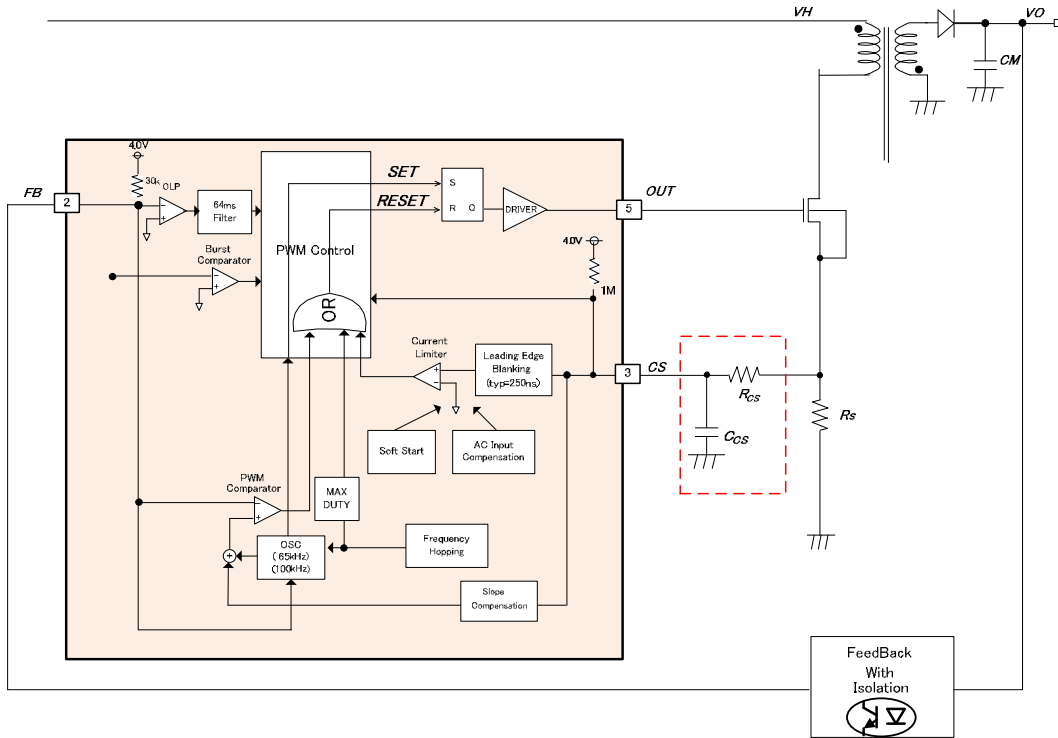 VH
VO
CM
4.0V
30k
OLP
FB
2
64ms
Filter
SET
RESET
S
R Q
DRIVER
OUT
5
Burst
Comparator
PWM Control
4.0V
1M
OR
Current
Limiter
Leading Edge
Blanking
(typ=250ns)
3
CS
RCS
CCS
Rs
Soft Start
AC Input
Compensation
PWM
Comparator
MAX
DUTY
OSC
(65kHz)
(100kHz)
Frequency
Hopping
Slope
Compensation
FeedBack
With
Isolation